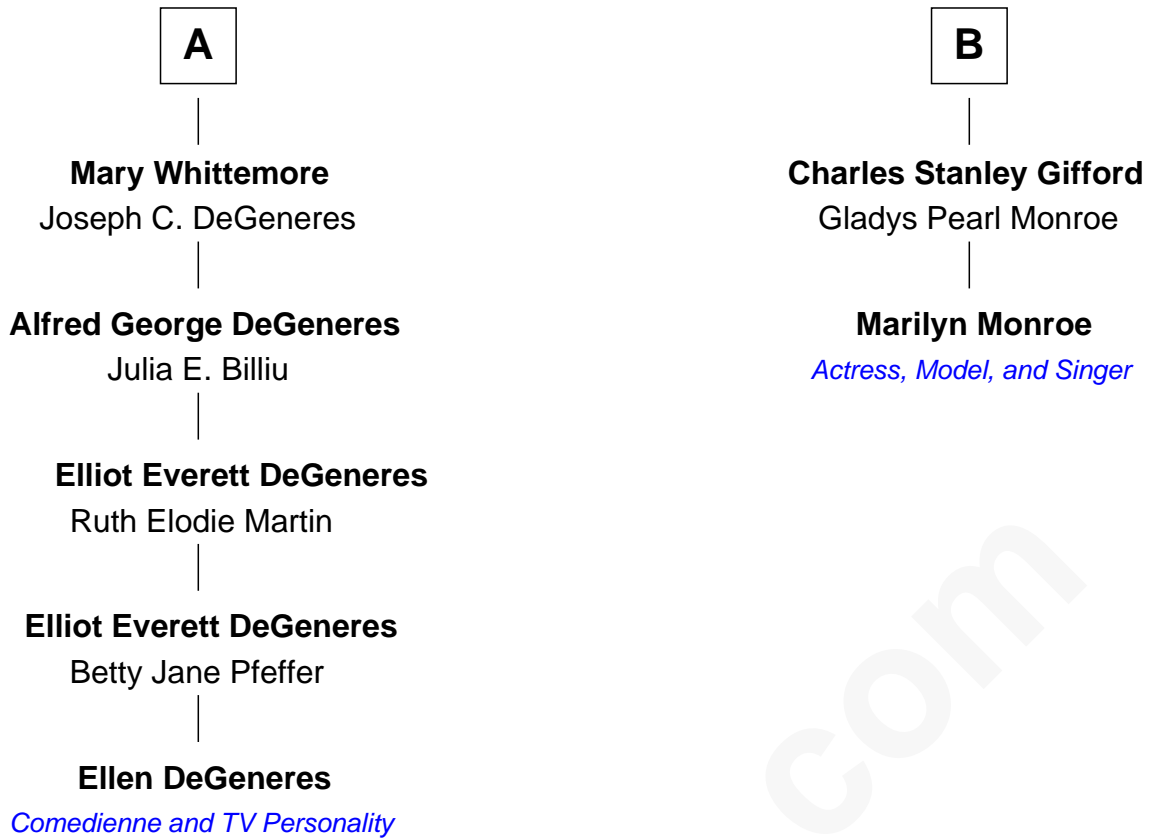 A
Mary Whittemore
Joseph C. DeGeneres
Alfred George DeGeneres
Julia E. Billiu
Elliot Everett DeGeneres
Ruth Elodie Martin
Elliot Everett DeGeneres
Betty Jane Pfeffer
Ellen DeGeneres
Comedienne and TV Personality
B
Charles Stanley Gifford
Gladys Pearl Monroe
Marilyn Monroe
Actress, Model, and Singer
com